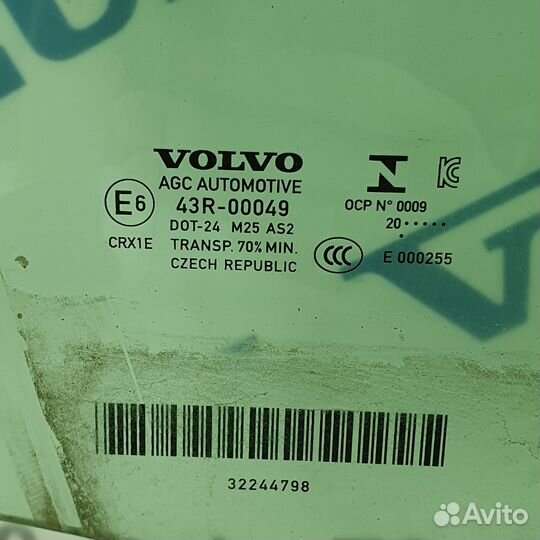 VOLVO
AGC AUTOMOTIVE
E6 43R-00049
DOT-24 M25 AS2
CRX1E TRANSP. 70% MIN.
CZECH REPUBLIC
CCC
N KC
OCP N° 0009
20·····
·
E 000255
32244798
Avito